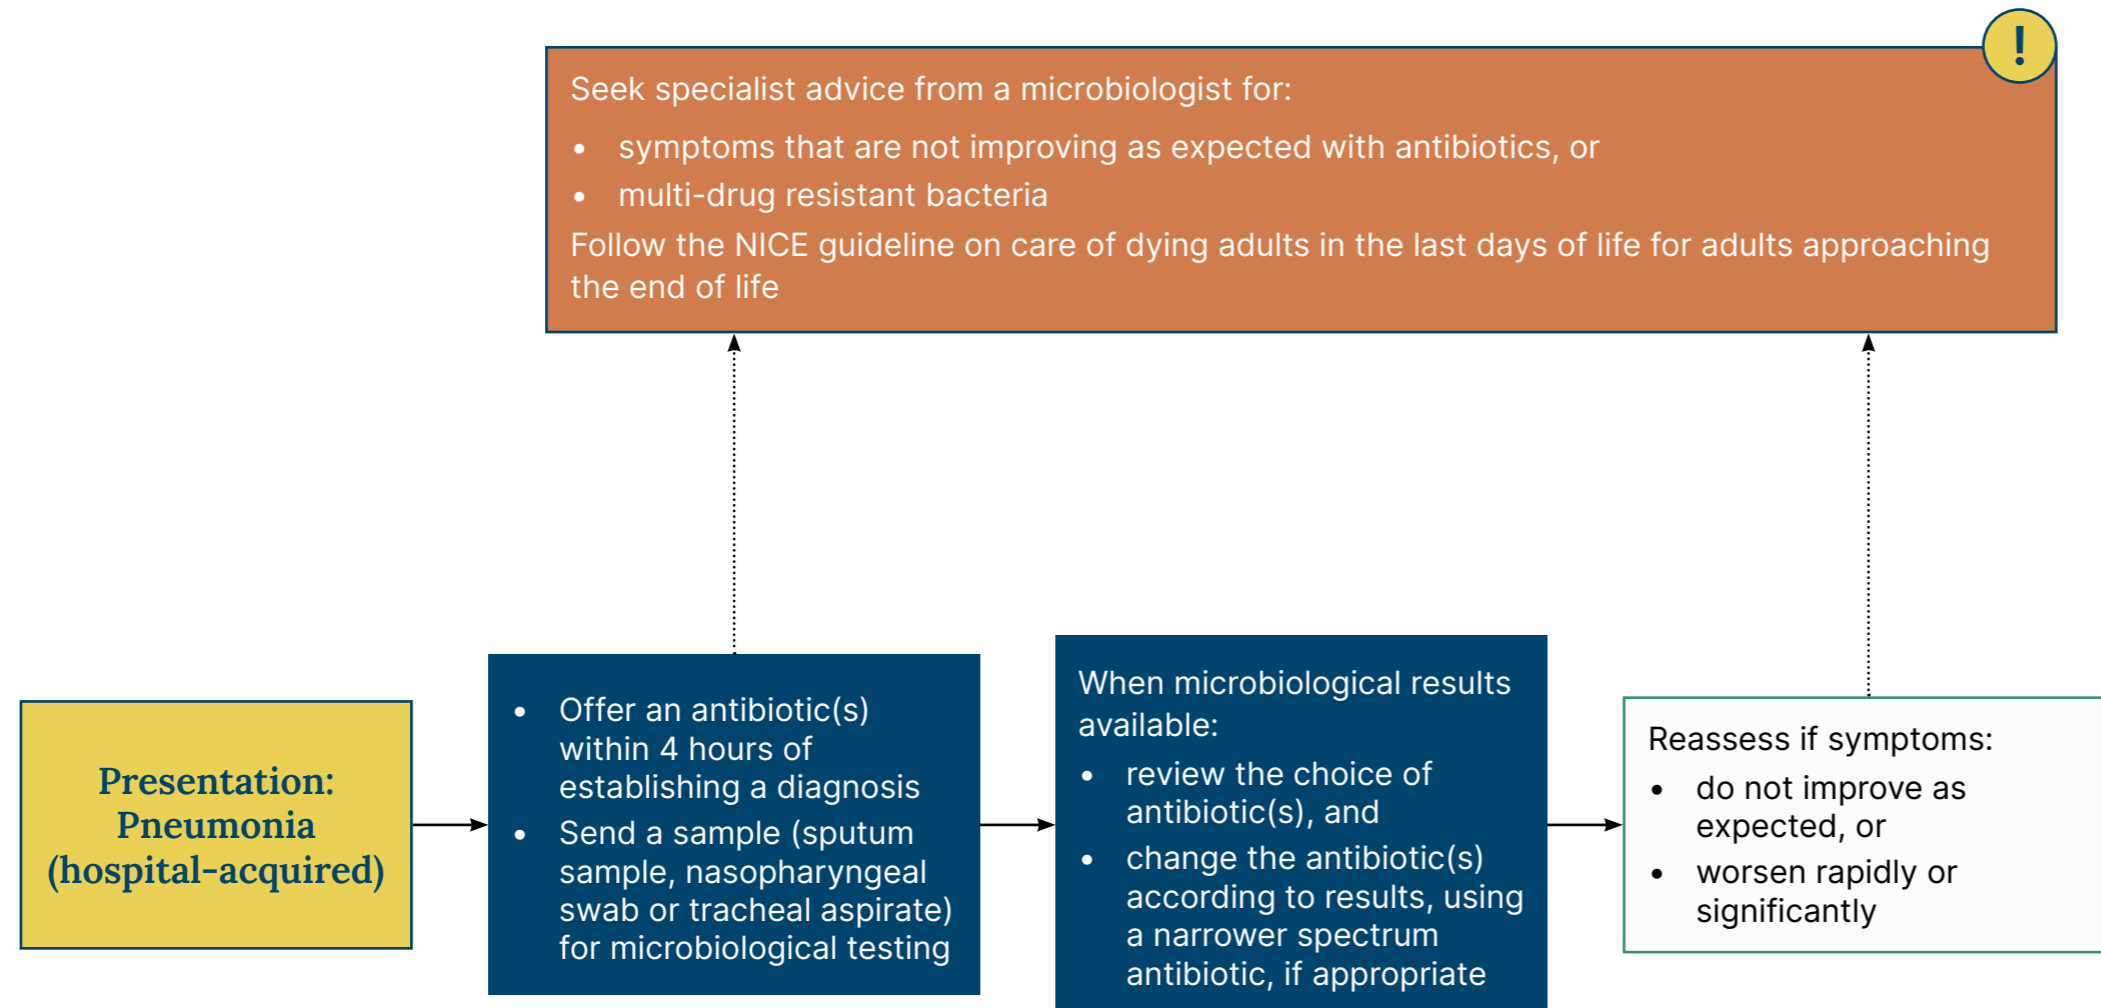 !
Seek specialist advice from a microbiologist for:
• symptoms that are not improving as expected with antibiotics, or
• multi-drug resistant bacteria
Follow the NICE guideline on care of dying adults in the last days of life for adults approaching
the end of life
Presentation:
Pneumonia
(hospital-acquired)
• Offer an antibiotic(s)
within 4 hours of
establishing a diagnosis
• Send a sample (sputum
sample, nasopharyngeal
swab or tracheal aspirate)
for microbiological testing
When microbiological results
available:
• review the choice of
antibiotic(s), and
• change the antibiotic(s)
according to results, using
a narrower spectrum
antibiotic, if appropriate
Reassess if symptoms:
• do not improve as
expected, or
• worsen rapidly or
significantly